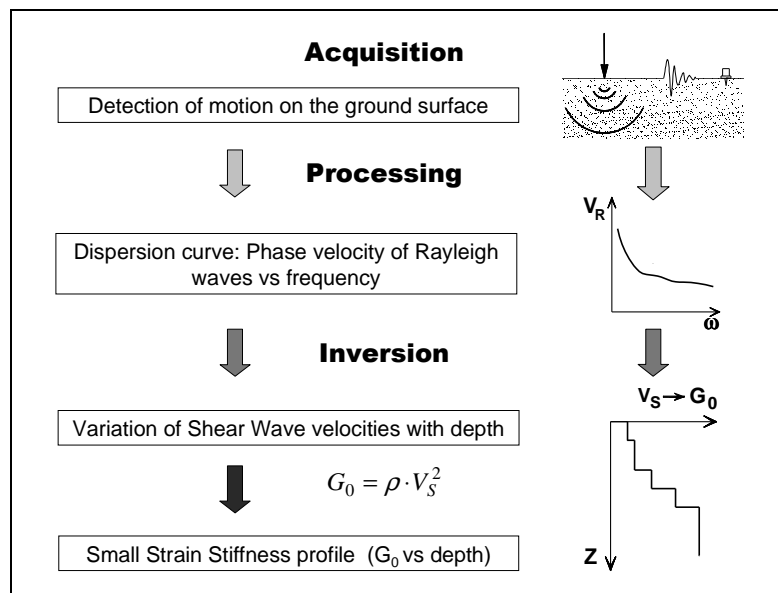 Acquisition
Detection of motion on the ground surface
Processing
V_R
Dispersion curve: Phase velocity of Rayleigh
waves vs frequency
ω
Inversion
V_S → G_0
Variation of Shear Wave velocities with depth
G_0 = ρ · V_S^2
Small Strain Stiffness profile (G_0 vs depth)
Z